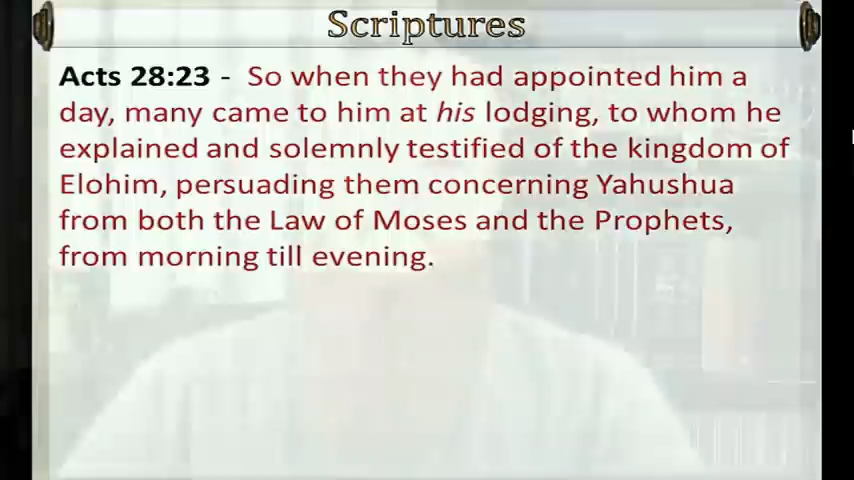 Scriptures
Acts 28:23 - So when they had appointed him a
day, many came to him at his lodging, to whom he
explained and solemnly testified of the kingdom of
Elohim, persuading them concerning Yahushua
from both the Law of Moses and the Prophets,
from morning till evening.